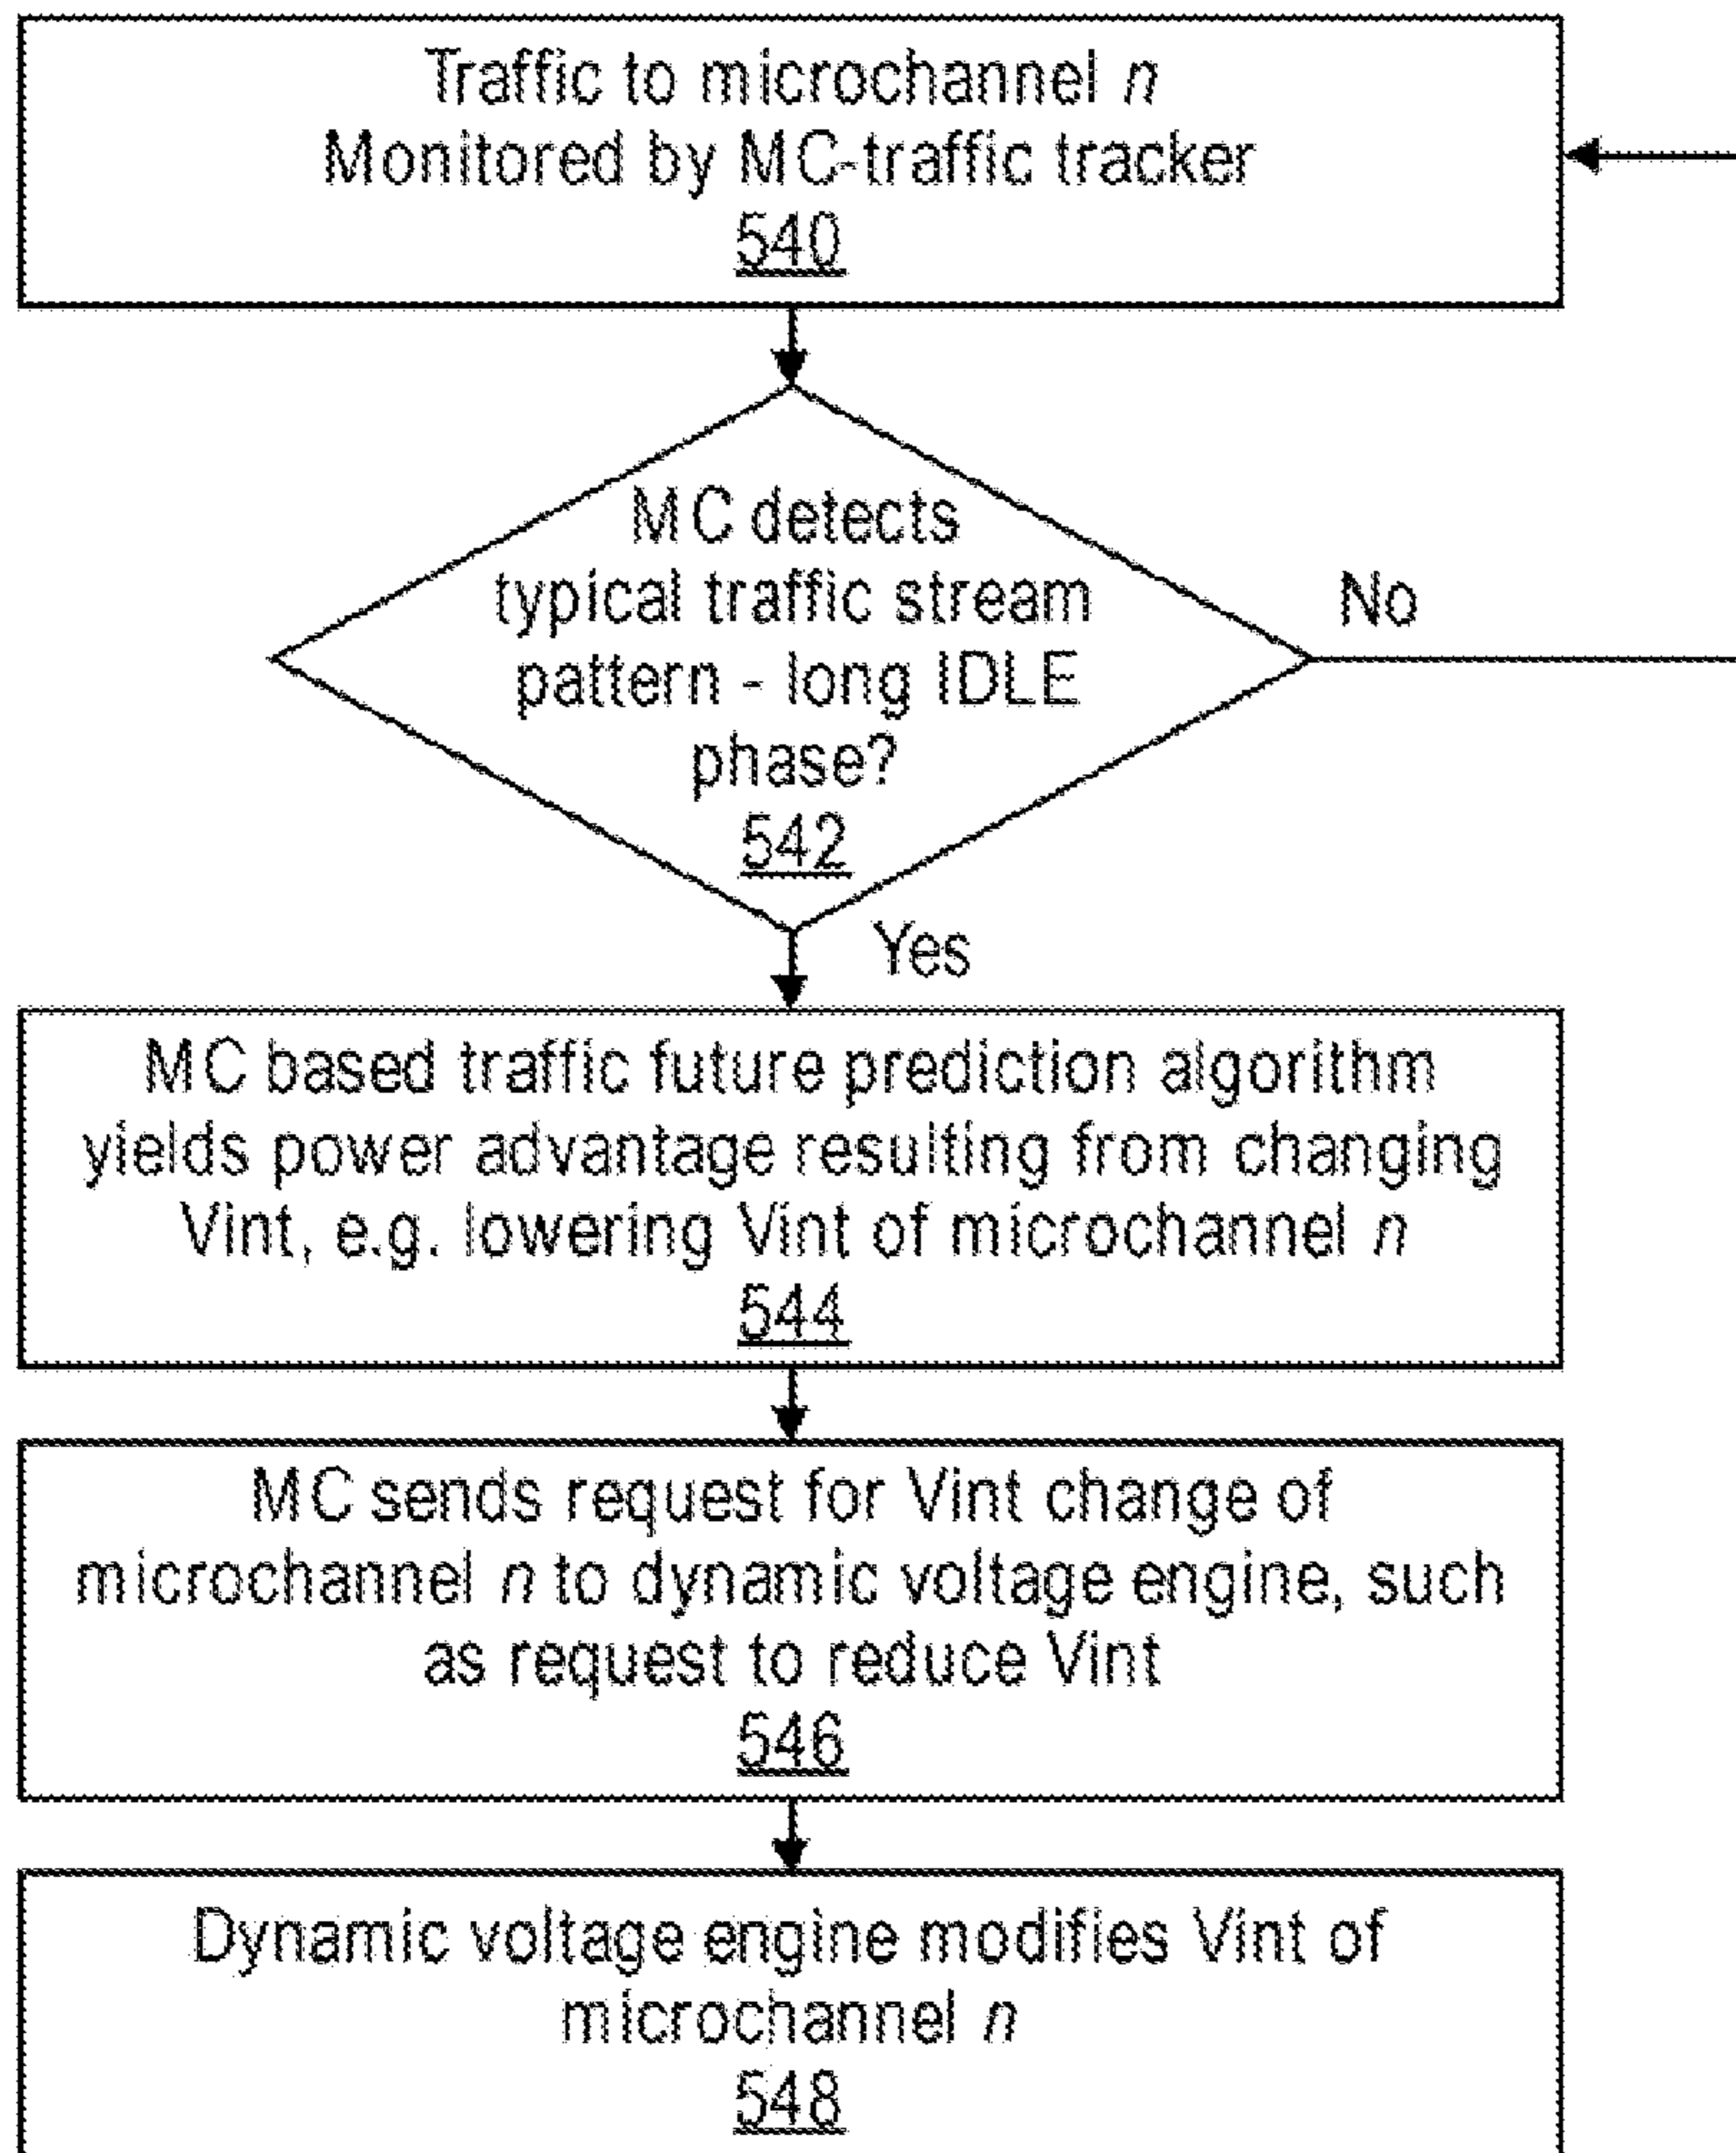 Traffic to microchannel n
Monitored by MC-traffic tracker
540
MC detects
typical traffic stream
pattern - long IDLE
phase?
542
No
Yes
MC based traffic future prediction algorithm
yields power advantage resulting from changing
Vint, e.g. lowering Vint of microchannel n
544
MC sends request for Vint change of
microchannel n to dynamic voltage engine, such
as request to reduce Vint
546
Dynamic voltage engine modifies Vint of
microchannel n
548